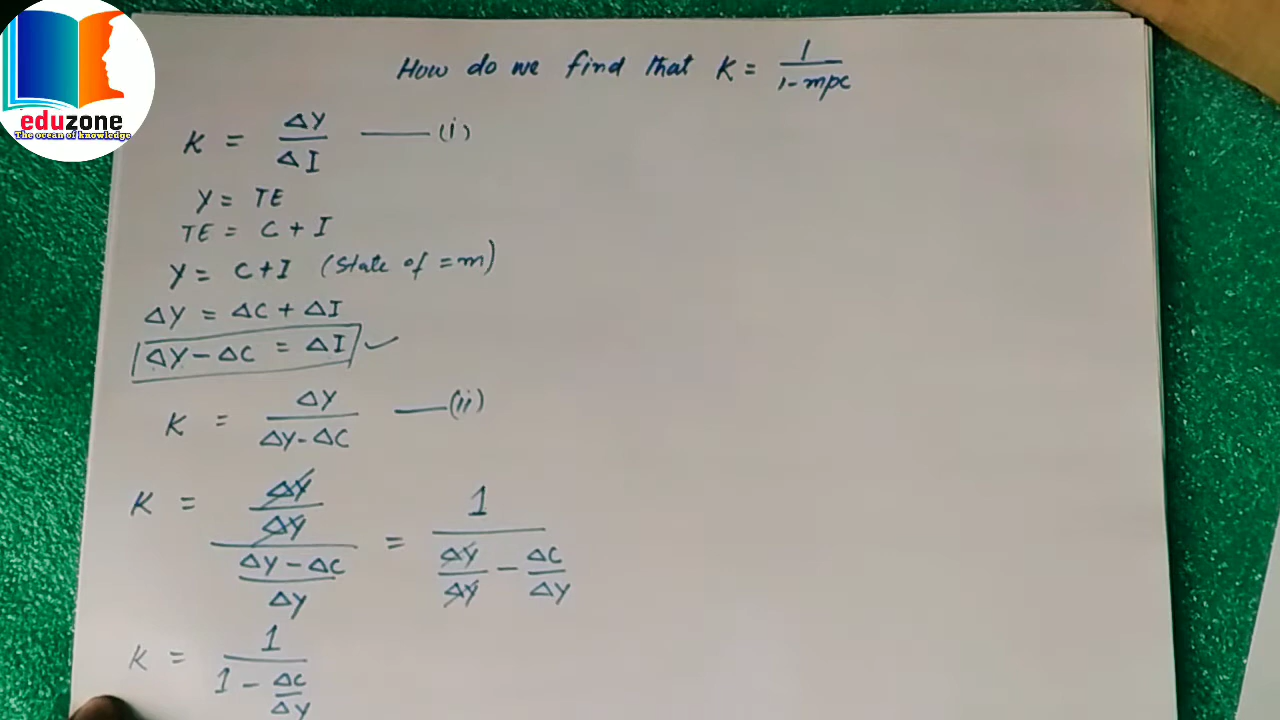 eduzone
The ocean of knowledge
How do we find that K = 1/(1-mpc)
K = ΔY/ΔI —— (i)
Y = TE
TE = C + I
Y = C+I (State of =m)
ΔY = ΔC + ΔI
ΔY - ΔC = ΔI ✓
K = ΔY/(ΔY-ΔC) —— (ii)
K = (ΔY/ΔY)/((ΔY-ΔC)/ΔY) = 1/(ΔY/ΔY - ΔC/ΔY)
K = 1/(1 - ΔC/ΔY)